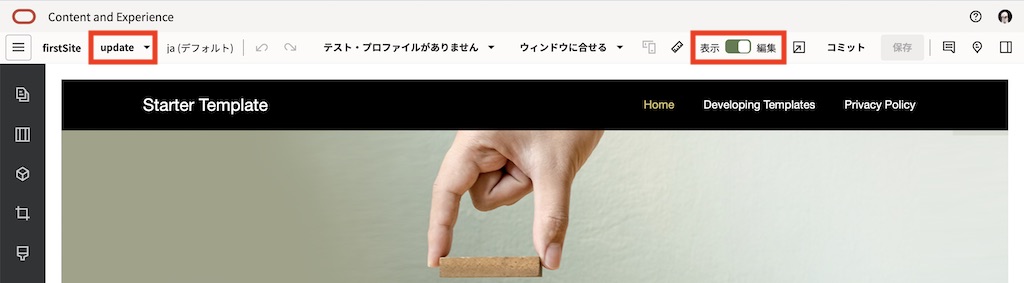 Content and Experience
firstSite update ja (デフォルト) テスト・プロファイルがありません ウィンドウに合せる 表示 編集 コミット 保存
Starter Template Home Developing Templates Privacy Policy